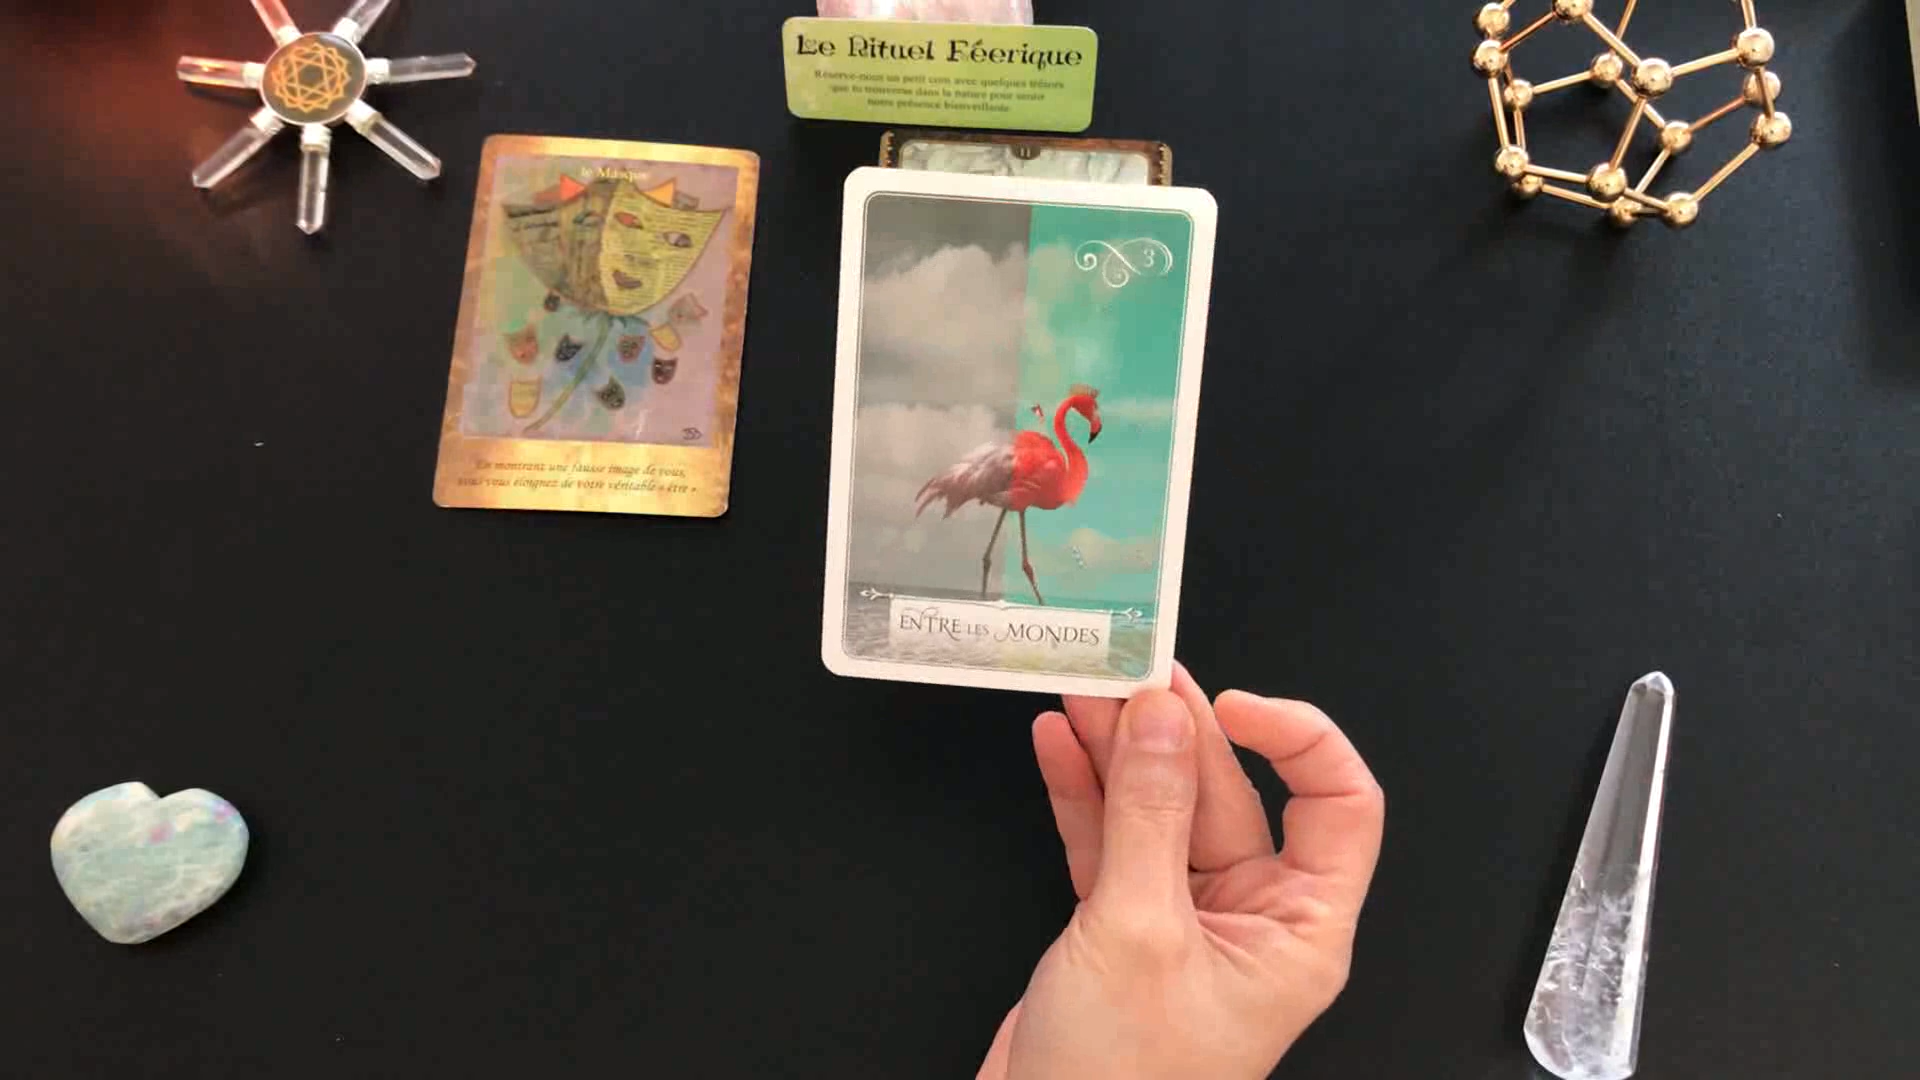 Le Rituel Féerique
Réserve-nous un petit coin avec quelques trésors
que tu trouveras dans la nature pour sentir
notre présence bienveillante.
II
le Masque
En montrant une fausse image de vous,
vous vous éloignez de votre véritable « être ».
3
ENTRE LES MONDES